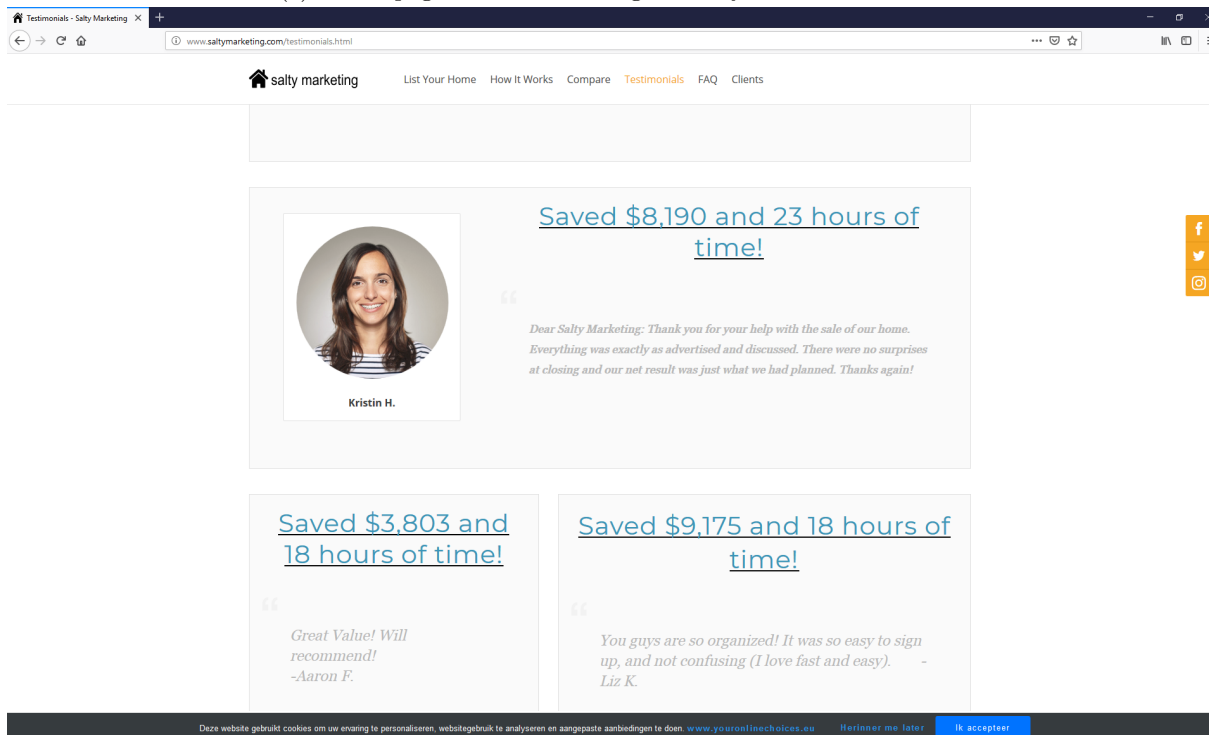 Testimonials - Salty Marketing
www.saltymarketing.com/testimonials.html
salty marketing List Your Home How It Works Compare Testimonials FAQ Clients
Saved $8,190 and 23 hours of
time!
“
Dear Salty Marketing: Thank you for your help with the sale of our home.
Everything was exactly as advertised and discussed. There were no surprises
at closing and our net result was just what we had planned. Thanks again!
Kristin H.
Saved $3,803 and
18 hours of time!
“
Great Value! Will
recommend!
-Aaron F.
Saved $9,175 and 18 hours of
time!
“
You guys are so organized! It was so easy to sign
up, and not confusing (I love fast and easy). -
Liz K.
Deze website gebruikt cookies om uw ervaring te personaliseren, websitegebruik te analyseren en aangepaste aanbiedingen te doen. www.youronlinechoices.eu Herinner me later Ik accepteer